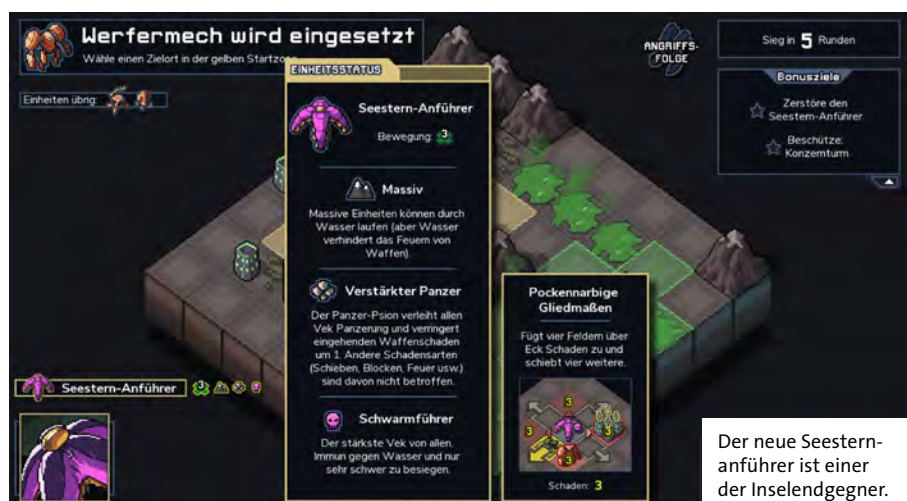 Werfermech wird eingesetzt
Wähle einen Zielort in der gelben Startzo
Einheiten übrig:
EINHEITSSTATUS
Seestern-Anführer
Bewegung: 3
Massiv
Massive Einheiten können durch
Wasser laufen (aber Wasser
verhindert das Feuern von
Waffen).
Verstärkter Panzer
Der Panzer-Psion verleiht allen
Vek Panzerung und verringert
eingehenden Waffenschaden
um 1. Andere Schadensarten
(Schieben, Blocken, Feuer usw.)
sind davon nicht betroffen.
Schwarmführer
Der stärkste Vek von allen.
Immun gegen Wasser und nur
sehr schwer zu besiegen.
Pockennarbige
Gliedmaßen
Fügt vier Feldern über
Eck Schaden zu und
schiebt vier weitere.
3
3
3
3
Schaden: 3
ANGRIFFS-
FOLGE
Sieg in 5 Runden
Bonusziele
Zerstöre den
Seestern-Anführer
Beschütze:
Konzernturm
Seestern-Anführer 3
Der neue Seestern-
anführer ist einer
der Inselendgegner.